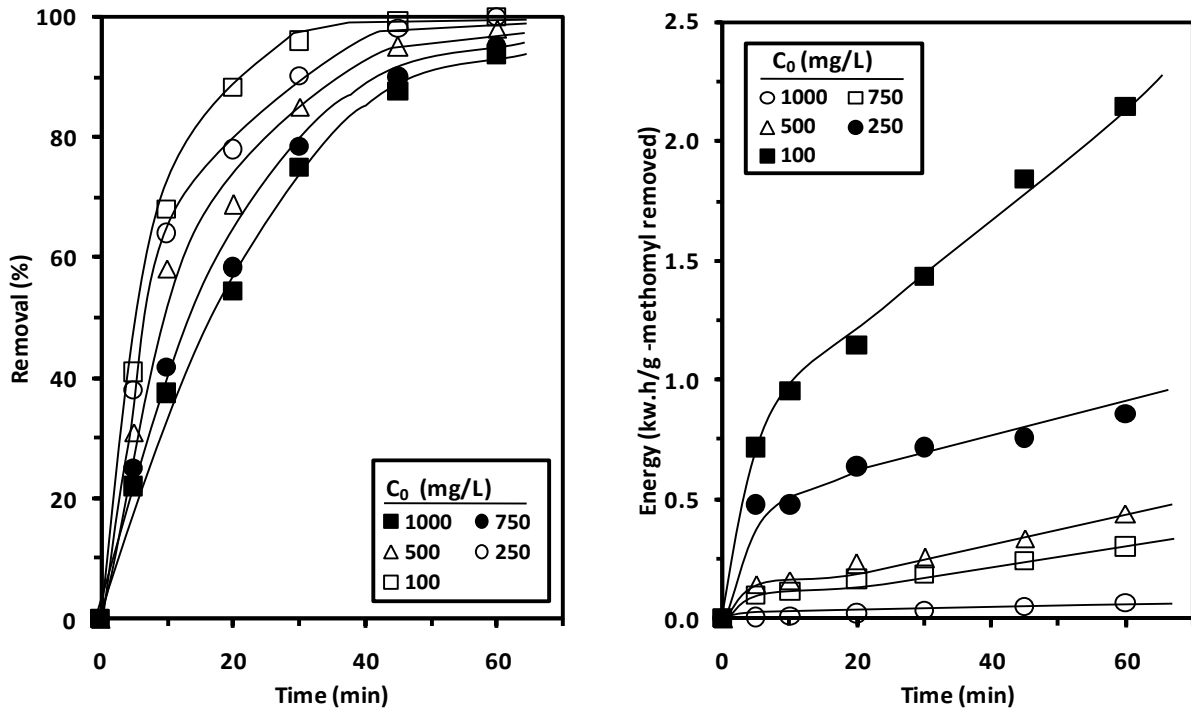 100
80
60
40
20
0
Removal (%)
C0 (mg/L)
1000 750
500 250
100
0 20 40 60
Time (min)
2.5
2.0
1.5
1.0
0.5
0.0
Energy (kw.h/g -methomyl removed)
C0 (mg/L)
1000 750
500 250
100
0 20 40 60
Time (min)